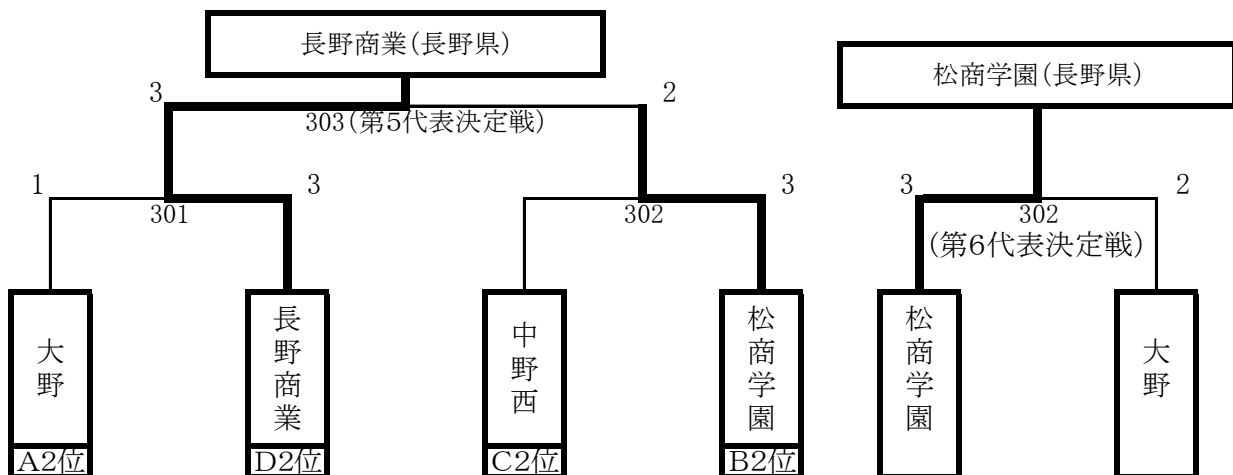 長野商業(長野県)
松商学園(長野県)
3
2
303(第5代表決定戦)
1
3
3
3
2
301
302
302
(第6代表決定戦)
大野
長野商業
中野西
松商学園
松商学園
大野
A2位
D2位
C2位
B2位